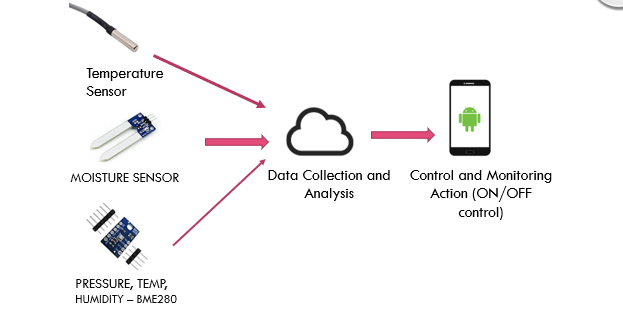 Temperature
Sensor
MOISTURE SENSOR
PRESSURE, TEMP,
HUMIDITY – BME280
Data Collection and
Analysis
Control and Monitoring
Action (ON/OFF
control)